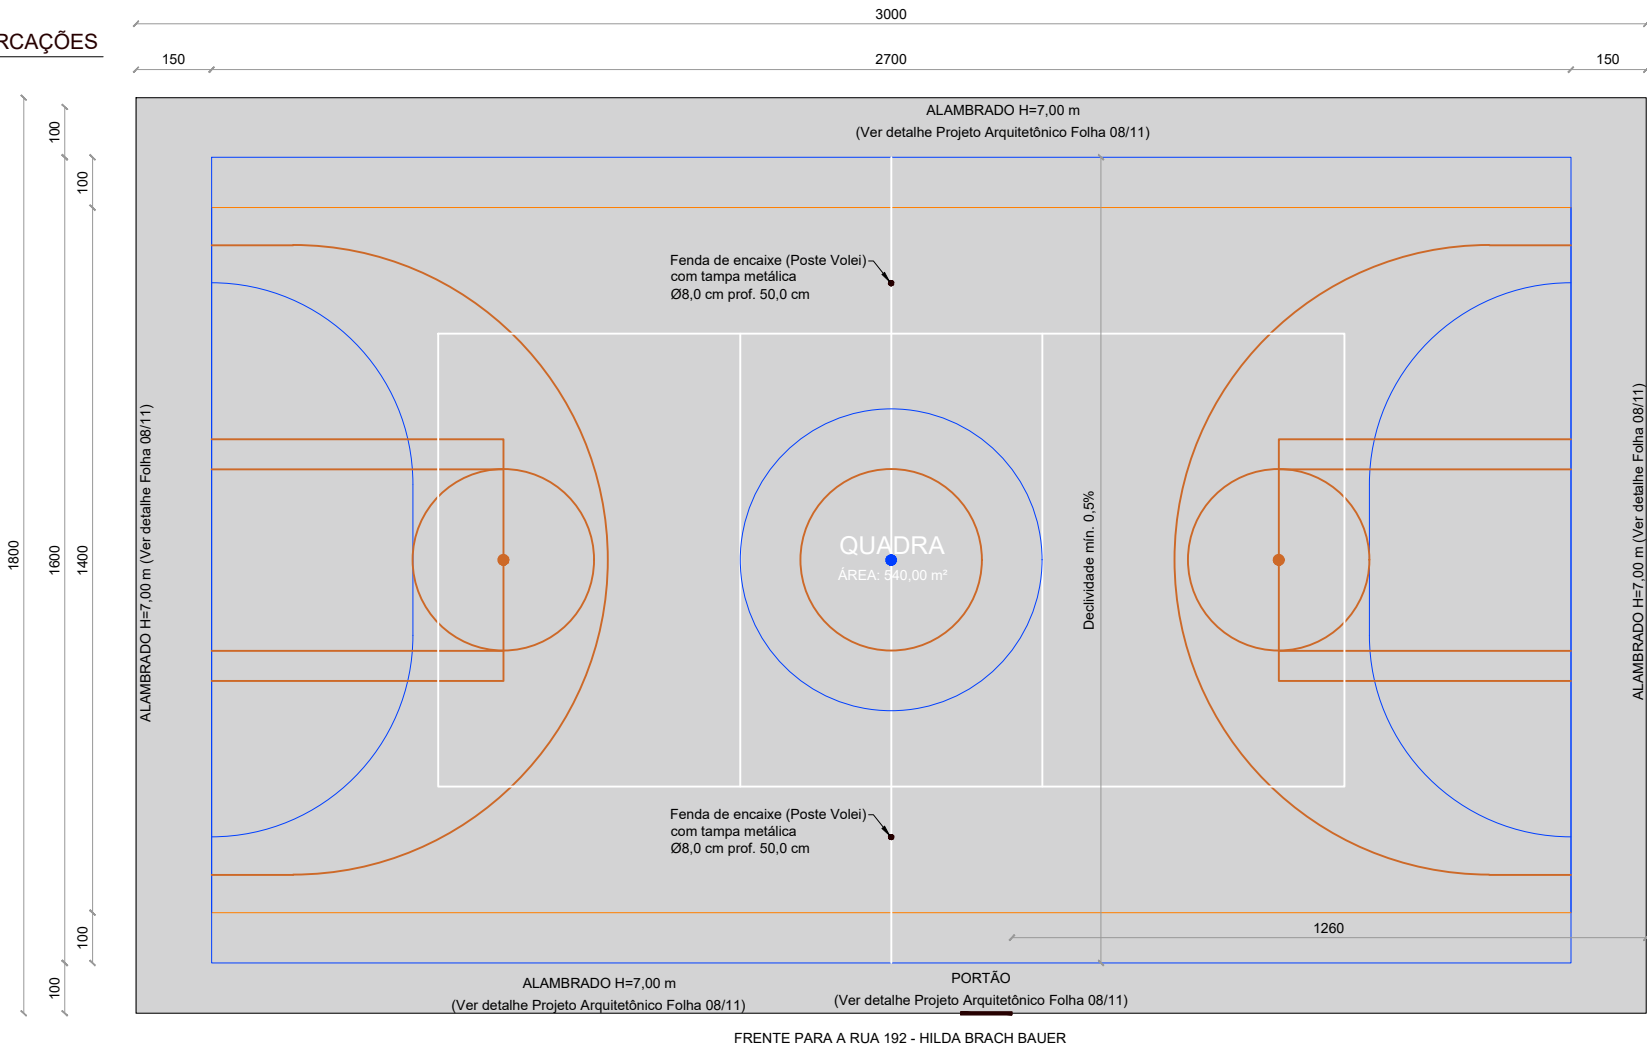 3000
RCAÇÕES
150
2700
150
ALAMBRADO H=7,00 m
(Ver detalhe Projeto Arquitetônico Folha 08/11)
100
100
Fenda de encaixe (Poste Volei)
com tampa metálica
Ø8,0 cm prof. 50,0 cm
ALAMBRADO H=7,00 m (Ver detalhe Folha 08/11)
ALAMBRADO H=7,00 m (Ver detalhe Folha 08/11)
1800
1600
1400
QUADRA
ÁREA: 540,00 m²
Declividade mín. 0,5%
Fenda de encaixe (Poste Volei)
com tampa metálica
Ø8,0 cm prof. 50,0 cm
100
1260
100
ALAMBRADO H=7,00 m
(Ver detalhe Projeto Arquitetônico Folha 08/11)
PORTÃO
(Ver detalhe Projeto Arquitetônico Folha 08/11)
FRENTE PARA A RUA 192 - HILDA BRACH BAUER